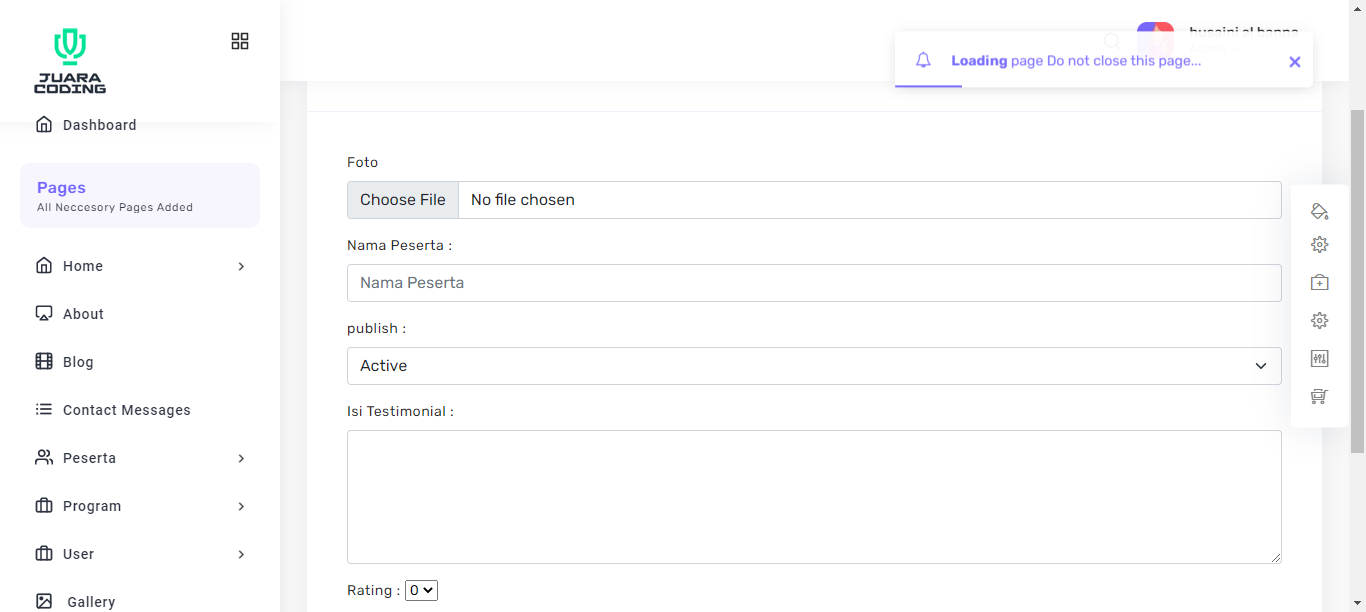 JUARA
CODING
Dashboard
Pages
All Neccesory Pages Added
Home
About
Blog
Contact Messages
Peserta
Program
User
Gallery
husaini al banna
Loading page Do not close this page...
Foto
Choose File No file chosen
Nama Peserta :
Nama Peserta
publish :
Active
Isi Testimonial :
Rating : 0